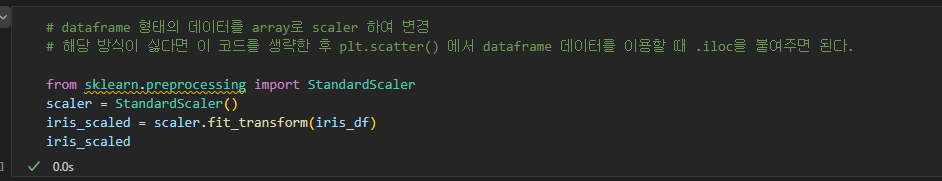 # dataframe 형태의 데이터를 array로 scaler 하여 변경
# 해당 방식이 싫다면 이 코드를 생략한 후 plt.scatter() 에서 dataframe 데이터를 이용할 때 .iloc을 붙여주면 된다.
from sklearn.preprocessing import StandardScaler
scaler = StandardScaler()
iris_scaled = scaler.fit_transform(iris_df)
iris_scaled
0.0s